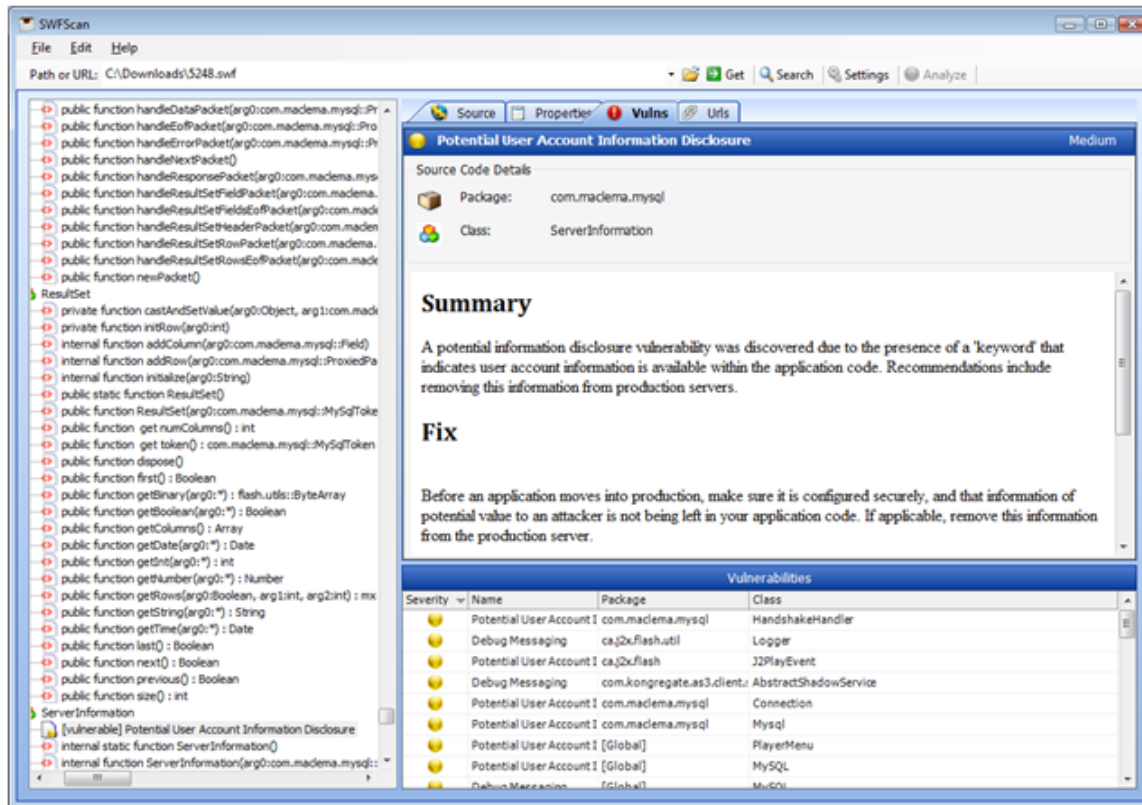 SWFScan
File Edit Help
Path or URL: C:\Downloads\5248.swf Get Search Settings Analyze
public function handleDataPacket(arg0:com.maclema.mysql::Pr
public function handleEofPacket(arg0:com.maclema.mysql::Pro
public function handleErrorPacket(arg0:com.maclema.mysql::Pr
public function handleNextPacket()
public function handleResponsePacket(arg0:com.maclema.mys
public function handleResultSetFieldPacket(arg0:com.maclema.
public function handleResultSetFieldsEofPacket(arg0:com.macle
public function handleResultSetHeaderPacket(arg0:com.maclem
public function handleResultSetRowPacket(arg0:com.maclema.
public function handleResultSetRowsEofPacket(arg0:com.macle
public function newPacket()
ResultSet
private function castAndSetValue(arg0:Object, arg1:com.macle
private function initRow(arg0:int)
internal function addColumn(arg0:com.maclema.mysql::Field)
internal function addRow(arg0:com.maclema.mysql::ProxiedPa
internal function initialize(arg0:String)
public static function ResultSet()
public function ResultSet(arg0:com.maclema.mysql::MySqlToke
public function get numColumns() : int
public function get token() : com.maclema.mysql::MySqlToken
public function dispose()
public function first() : Boolean
public function getBinary(arg0:*) : flash.utils::ByteArray
public function getBoolean(arg0:*) : Boolean
public function getColumns() : Array
public function getDate(arg0:*) : Date
public function getInt(arg0:*) : int
public function getNumber(arg0:*) : Number
public function getRows(arg0:Boolean, arg1:int, arg2:int) : mx
public function getString(arg0:*) : String
public function getTime(arg0:*) : Date
public function last() : Boolean
public function next() : Boolean
public function previous() : Boolean
public function size() : int
ServerInformation
[vulnerable] Potential User Account Information Disclosure
internal static function ServerInformation()
internal function ServerInformation(arg0:com.maclema.mysql::
Source Properties Vulns Urls
Potential User Account Information Disclosure Medium
Source Code Details
Package: com.maclema.mysql
Class: ServerInformation
Summary
A potential information disclosure vulnerability was discovered due to the presence of a 'keyword' that
indicates user account information is available within the application code. Recommendations include
removing this information from production servers.
Fix
Before an application moves into production, make sure it is configured securely, and that information of
potential value to an attacker is not being left in your application code. If applicable, remove this information
from the production server.
Vulnerabilities
Severity Name Package Class
Potential User Account I com.maclema.mysql HandshakeHandler
Debug Messaging ca.j2x.flash.util Logger
Potential User Account I ca.j2x.flash J2PlayEvent
Debug Messaging com.kongregate.as3.client.s AbstractShadowService
Potential User Account I com.maclema.mysql Connection
Potential User Account I com.maclema.mysql Mysql
Potential User Account I [Global] PlayerMenu
Potential User Account I [Global] MySQL
Debug Messaging [Global] MySQL